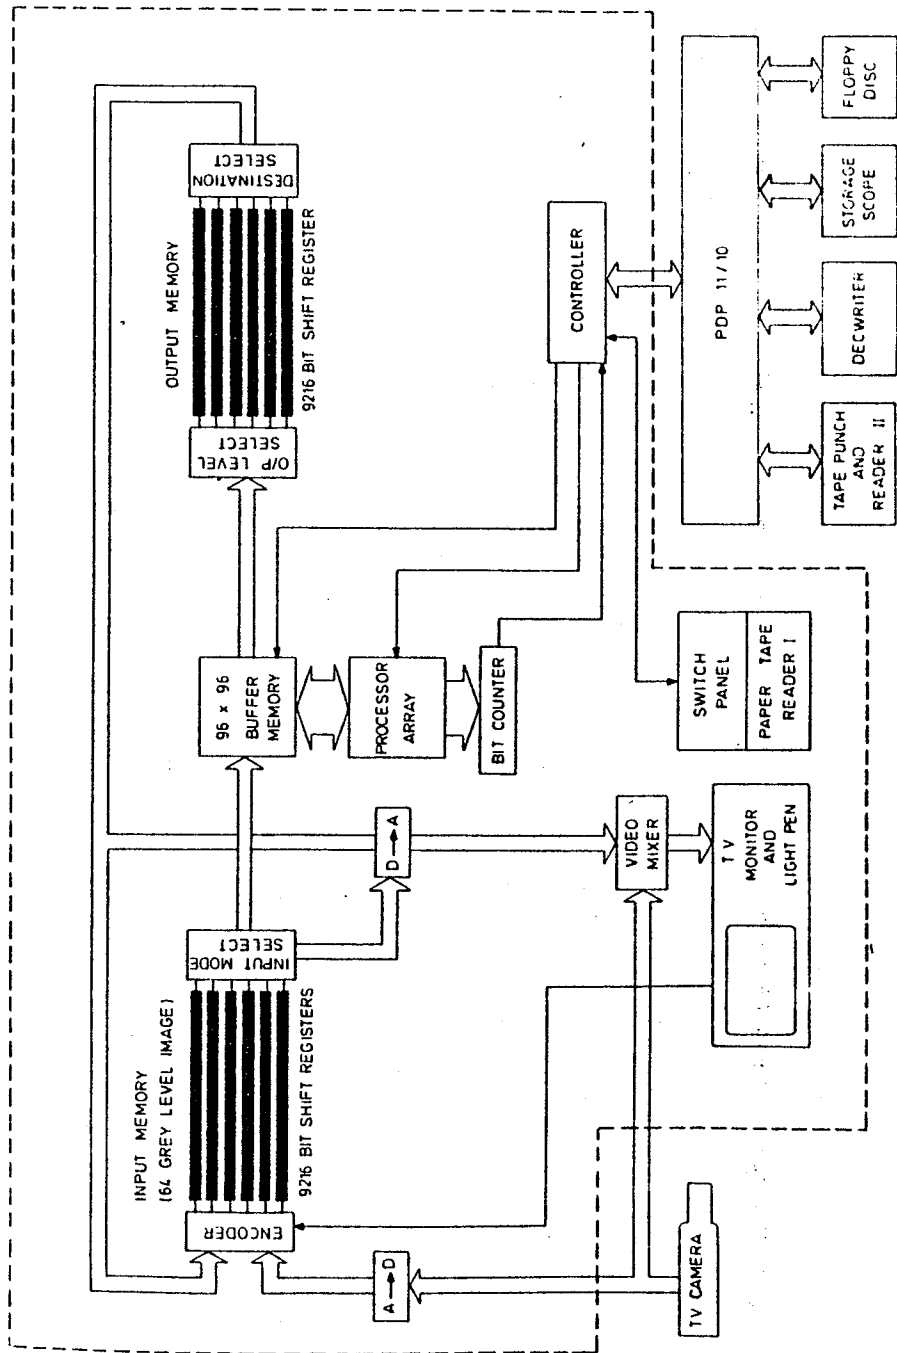 INPUT MEMORY
(64 GREY LEVEL IMAGE)
ENCODER
INPUT MODE
SELECT
9216 BIT SHIFT REGISTERS
96 x 96
BUFFER
MEMORY
OUTPUT MEMORY
O/P LEVEL
SELECT
DESTINATION
SELECT
9216 BIT SHIFT REGISTER
A→D
D→A
PROCESSOR
ARRAY
BIT COUNTER
CONTROLLER
TV CAMERA
VIDEO
MIXER
TV
MONITOR
AND
LIGHT PEN
SWITCH
PANEL
PAPER TAPE
READER I
PDP 11/10
TAPE PUNCH
AND
READER II
DECWRITER
STORAGE
SCOPE
FLOPPY
DISC